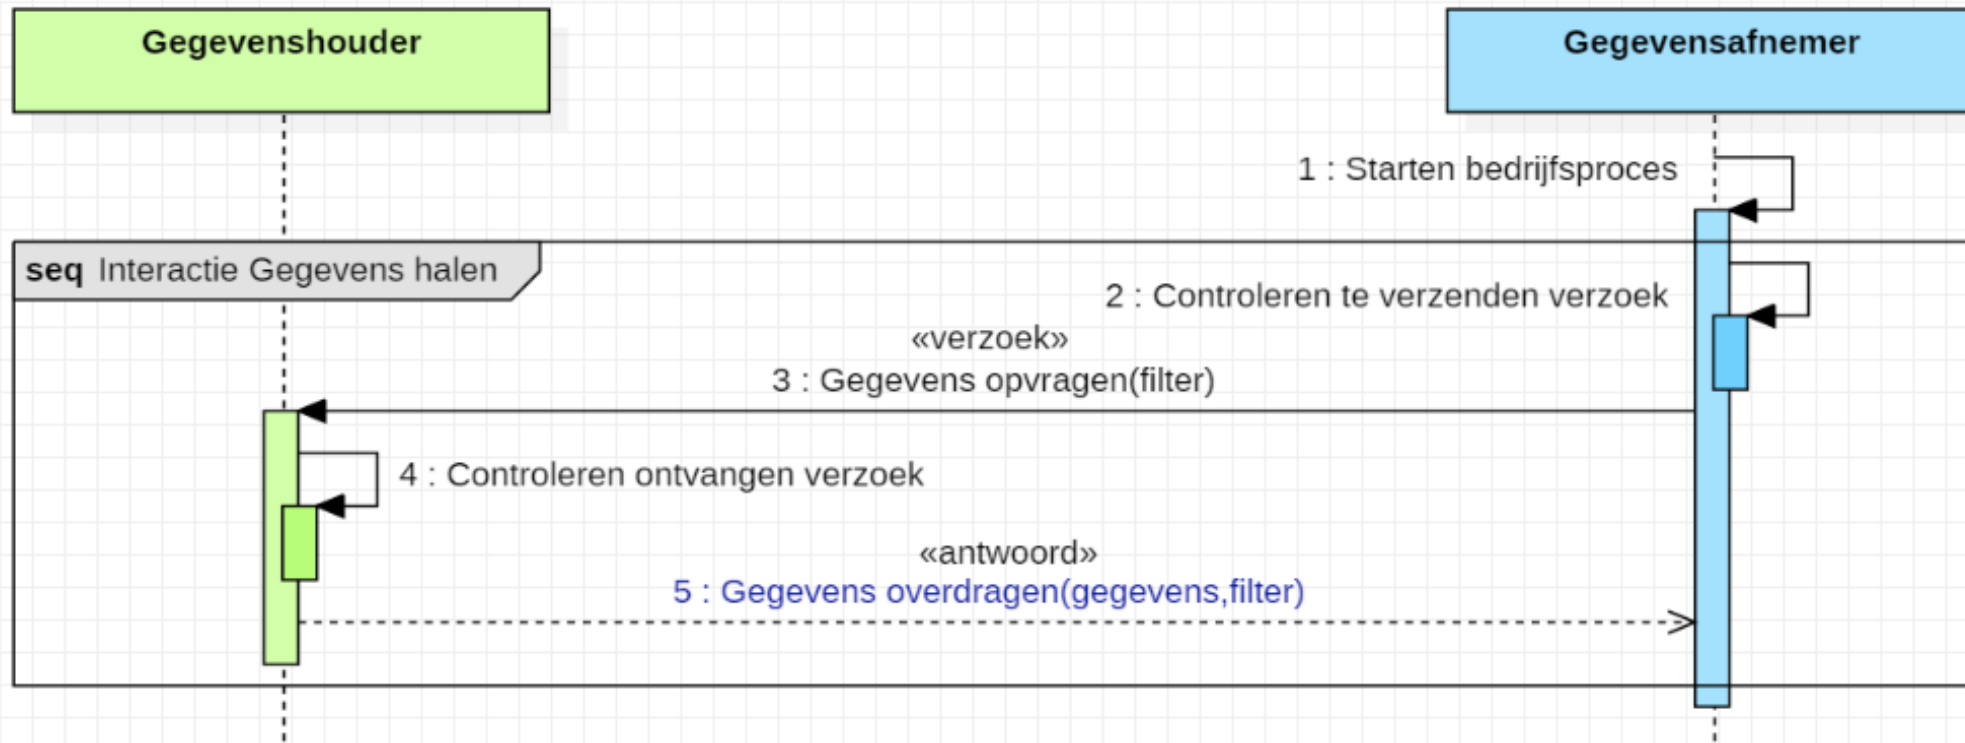 Gegevenshouder
Gegevensafnemer
1 : Starten bedrijfsproces
seq Interactie Gegevens halen
2 : Controleren te verzenden verzoek
«verzoek»
3 : Gegevens opvragen(filter)
4 : Controleren ontvangen verzoek
«antwoord»
5 : Gegevens overdragen(gegevens,filter)